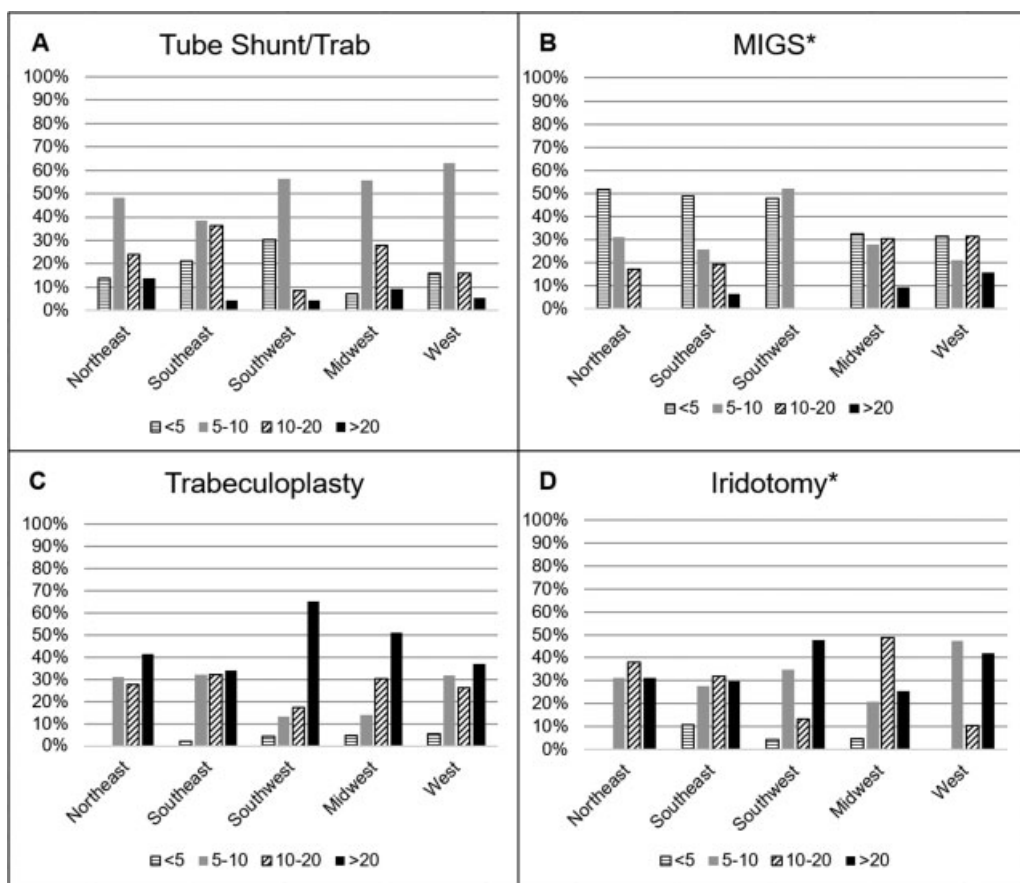 A
Tube Shunt/Trab
100%
90%
80%
70%
60%
50%
40%
30%
20%
10%
0%
Northeast
Southeast
Southwest
Midwest
West
<5 5-10 10-20 >20
B
MIGS*
100%
90%
80%
70%
60%
50%
40%
30%
20%
10%
0%
Northeast
Southeast
Southwest
Midwest
West
<5 5-10 10-20 >20
C
Trabeculoplasty
100%
90%
80%
70%
60%
50%
40%
30%
20%
10%
0%
Northeast
Southeast
Southwest
Midwest
West
<5 5-10 10-20 >20
D
Iridotomy*
100%
90%
80%
70%
60%
50%
40%
30%
20%
10%
0%
Northeast
Southeast
Southwest
Midwest
West
<5 5-10 10-20 >20